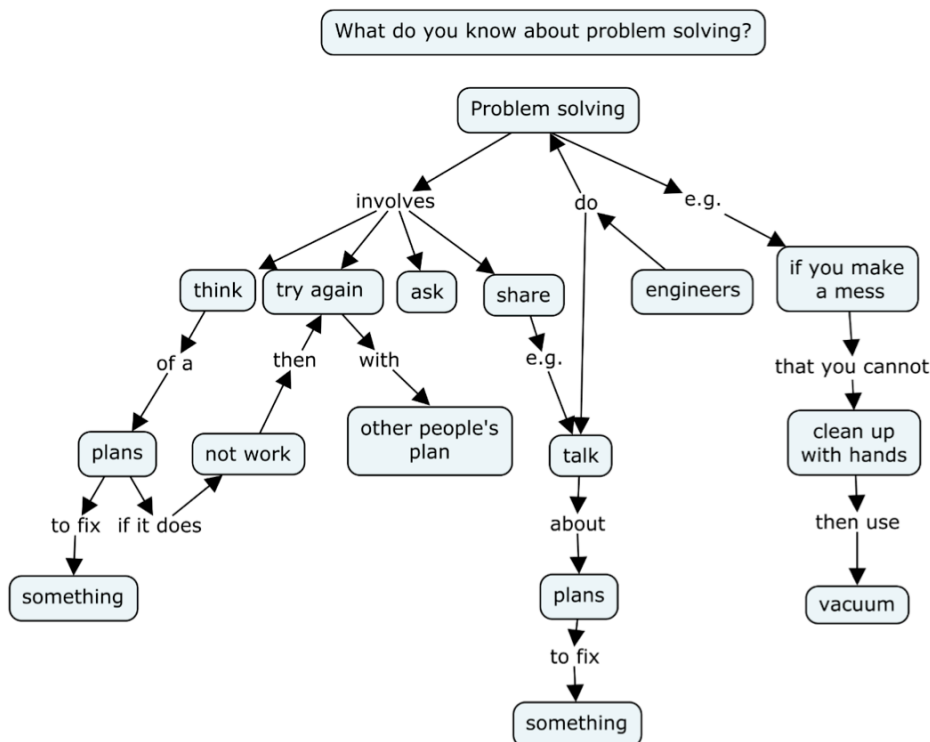 What do you know about problem solving?
Problem solving
involves
do
e.g.
think
try again
ask
share
engineers
if you make
a mess
of a
then
with
e.g.
that you cannot
plans
not work
other people's
plan
talk
clean up
with hands
to fix
if it does
about
then use
something
plans
vacuum
to fix
something